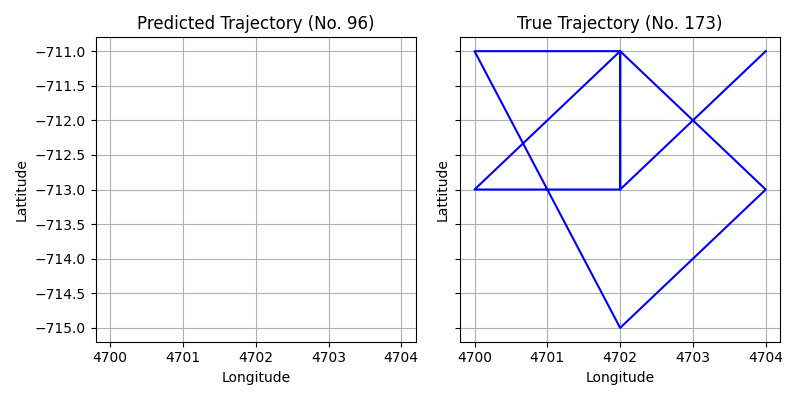 Predicted Trajectory (No. 96)
True Trajectory (No. 173)
−711.0
−711.5
−712.0
−712.5
−713.0
−713.5
−714.0
−714.5
−715.0
Lattitude
Lattitude
4700 4701 4702 4703 4704
4700 4701 4702 4703 4704
Longitude
Longitude